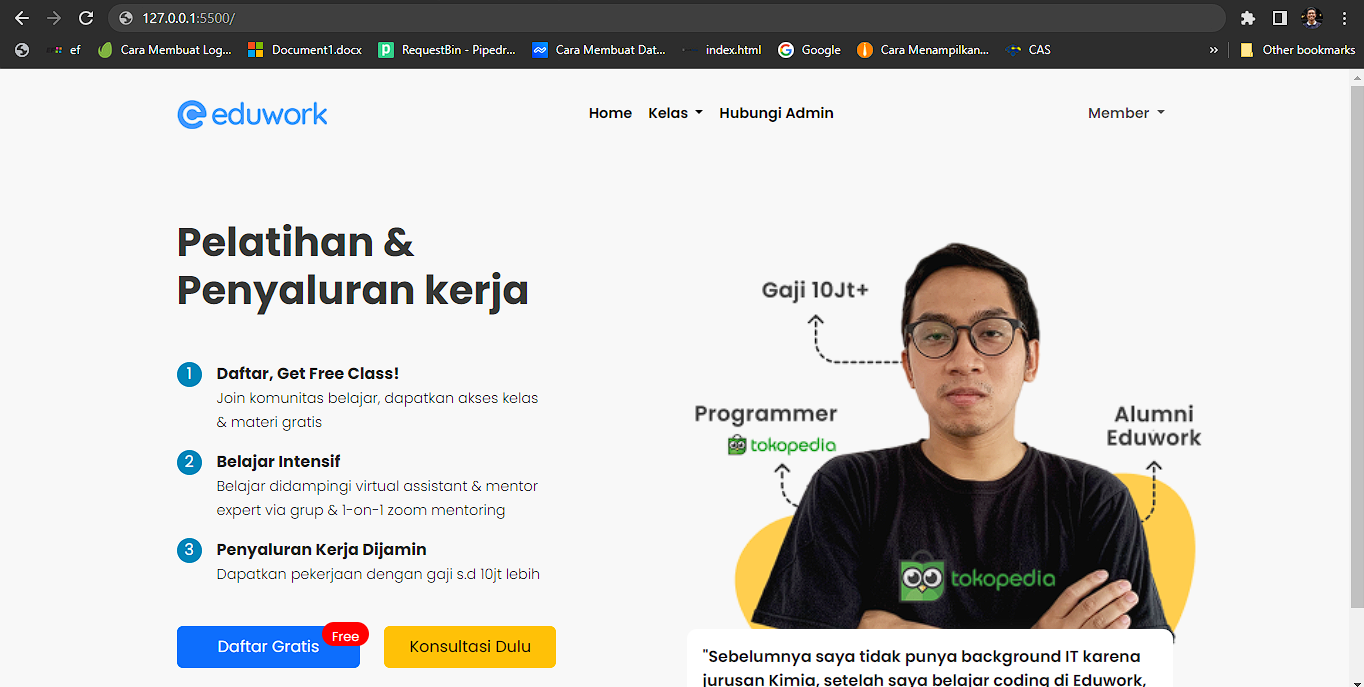 127.0.0.1:5500/
ef
Cara Membuat Log...
Document1.docx
RequestBin - Pipedr...
Cara Membuat Dat...
index.html
Google
Cara Menampilkan...
CAS
»
Other bookmarks
eduwork
Home
Kelas
Hubungi Admin
Member
Pelatihan &
Penyaluran kerja
1
Daftar, Get Free Class!
Join komunitas belajar, dapatkan akses kelas
& materi gratis
2
Belajar Intensif
Belajar didampingi virtual assistant & mentor
expert via grup & 1-on-1 zoom mentoring
3
Penyaluran Kerja Dijamin
Dapatkan pekerjaan dengan gaji s.d 10jt lebih
Daftar Gratis
Free
Konsultasi Dulu
Gaji 10Jt+
Programmer
tokopedia
Alumni
Eduwork
tokopedia
"Sebelumnya saya tidak punya background IT karena
jurusan Kimia, setelah saya belajar coding di Eduwork,